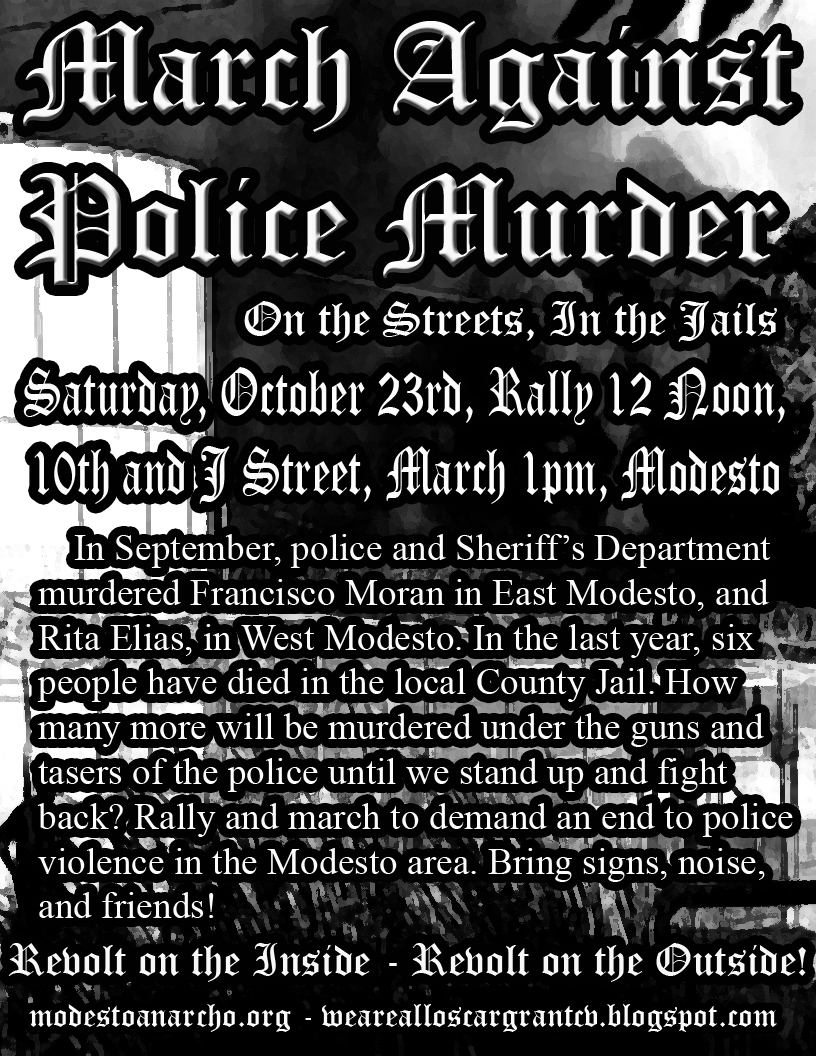 March Against
Police Murder
On the Streets, In the Jails
Saturday, October 23rd, Rally 12 Noon,
10th and J Street, March 1pm, Modesto
In September, police and Sheriff’s Department
murdered Francisco Moran in East Modesto, and
Rita Elias, in West Modesto. In the last year, six
people have died in the local County Jail. How
many more will be murdered under the guns and
tasers of the police until we stand up and fight
back? Rally and march to demand an end to police
violence in the Modesto area. Bring signs, noise,
and friends!
Revolt on the Inside - Revolt on the Outside!
modestoanarcho.org - wearealloscargrantcv.blogspot.com